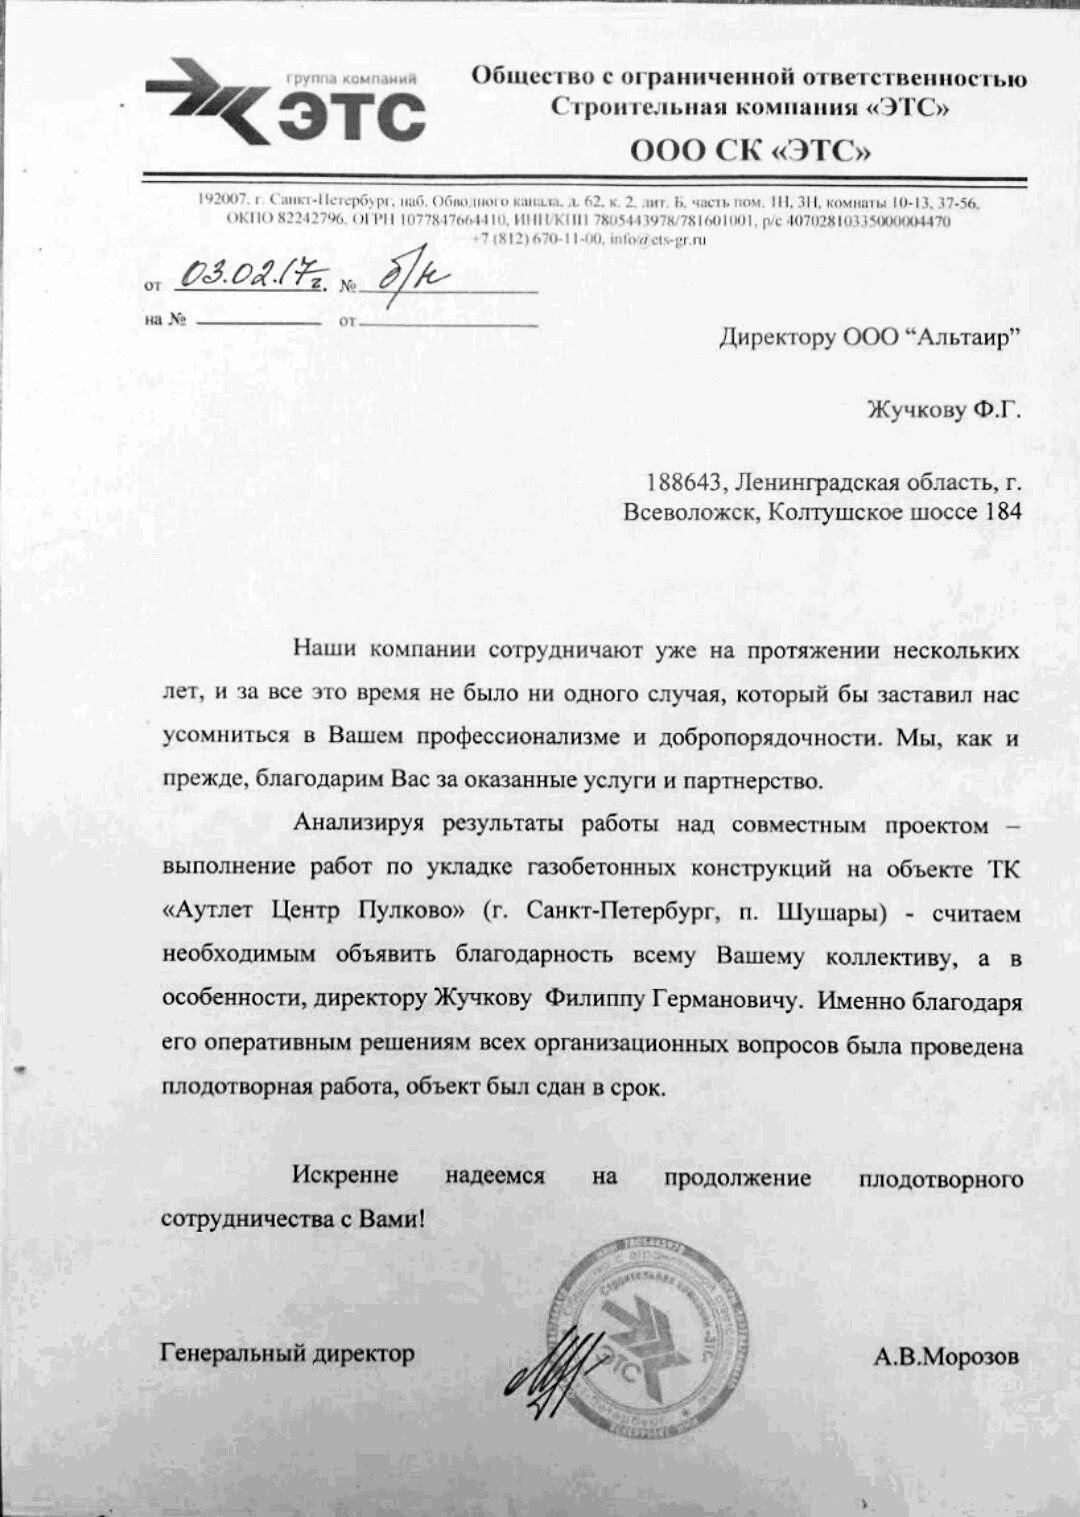 группа компаний
ЭТС
Общество с ограниченной ответственностью
Строительная компания «ЭТС»
ООО СК «ЭТС»
192007, г. Санкт-Петербург, наб. Обводного канала, д. 62, к. 2, лит. Б, часть пом. 1Н, 3Н, комнаты 10-13, 37-56,
ОКПО 82242796, ОГРН 1077847664410, ИНН/КПП 7805443978/781601001, р/с 40702810335000004470
+7 (812) 670-11-00, info@ets-gr.ru
от 03.02.17г. № б/н
на № от
Директору ООО “Альтаир”
Жучкову Ф.Г.
188643, Ленинградская область, г.
Всеволожск, Колтушское шоссе 184
Наши компании сотрудничают уже на протяжении нескольких
лет, и за все это время не было ни одного случая, который бы заставил нас
усомниться в Вашем профессионализме и добропорядочности. Мы, как и
прежде, благодарим Вас за оказанные услуги и партнерство.
Анализируя результаты работы над совместным проектом –
выполнение работ по укладке газобетонных конструкций на объекте ТК
«Аутлет Центр Пулково» (г. Санкт-Петербург, п. Шушары) - считаем
необходимым объявить благодарность всему Вашему коллективу, а в
особенности, директору Жучкову Филиппу Германовичу. Именно благодаря
его оперативным решениям всех организационных вопросов была проведена
плодотворная работа, объект был сдан в срок.
Искренне надеемся на продолжение плодотворного
сотрудничества с Вами!
Генеральный директор
А.В.Морозов
Строительная компания «ЭТС»
ЭТС